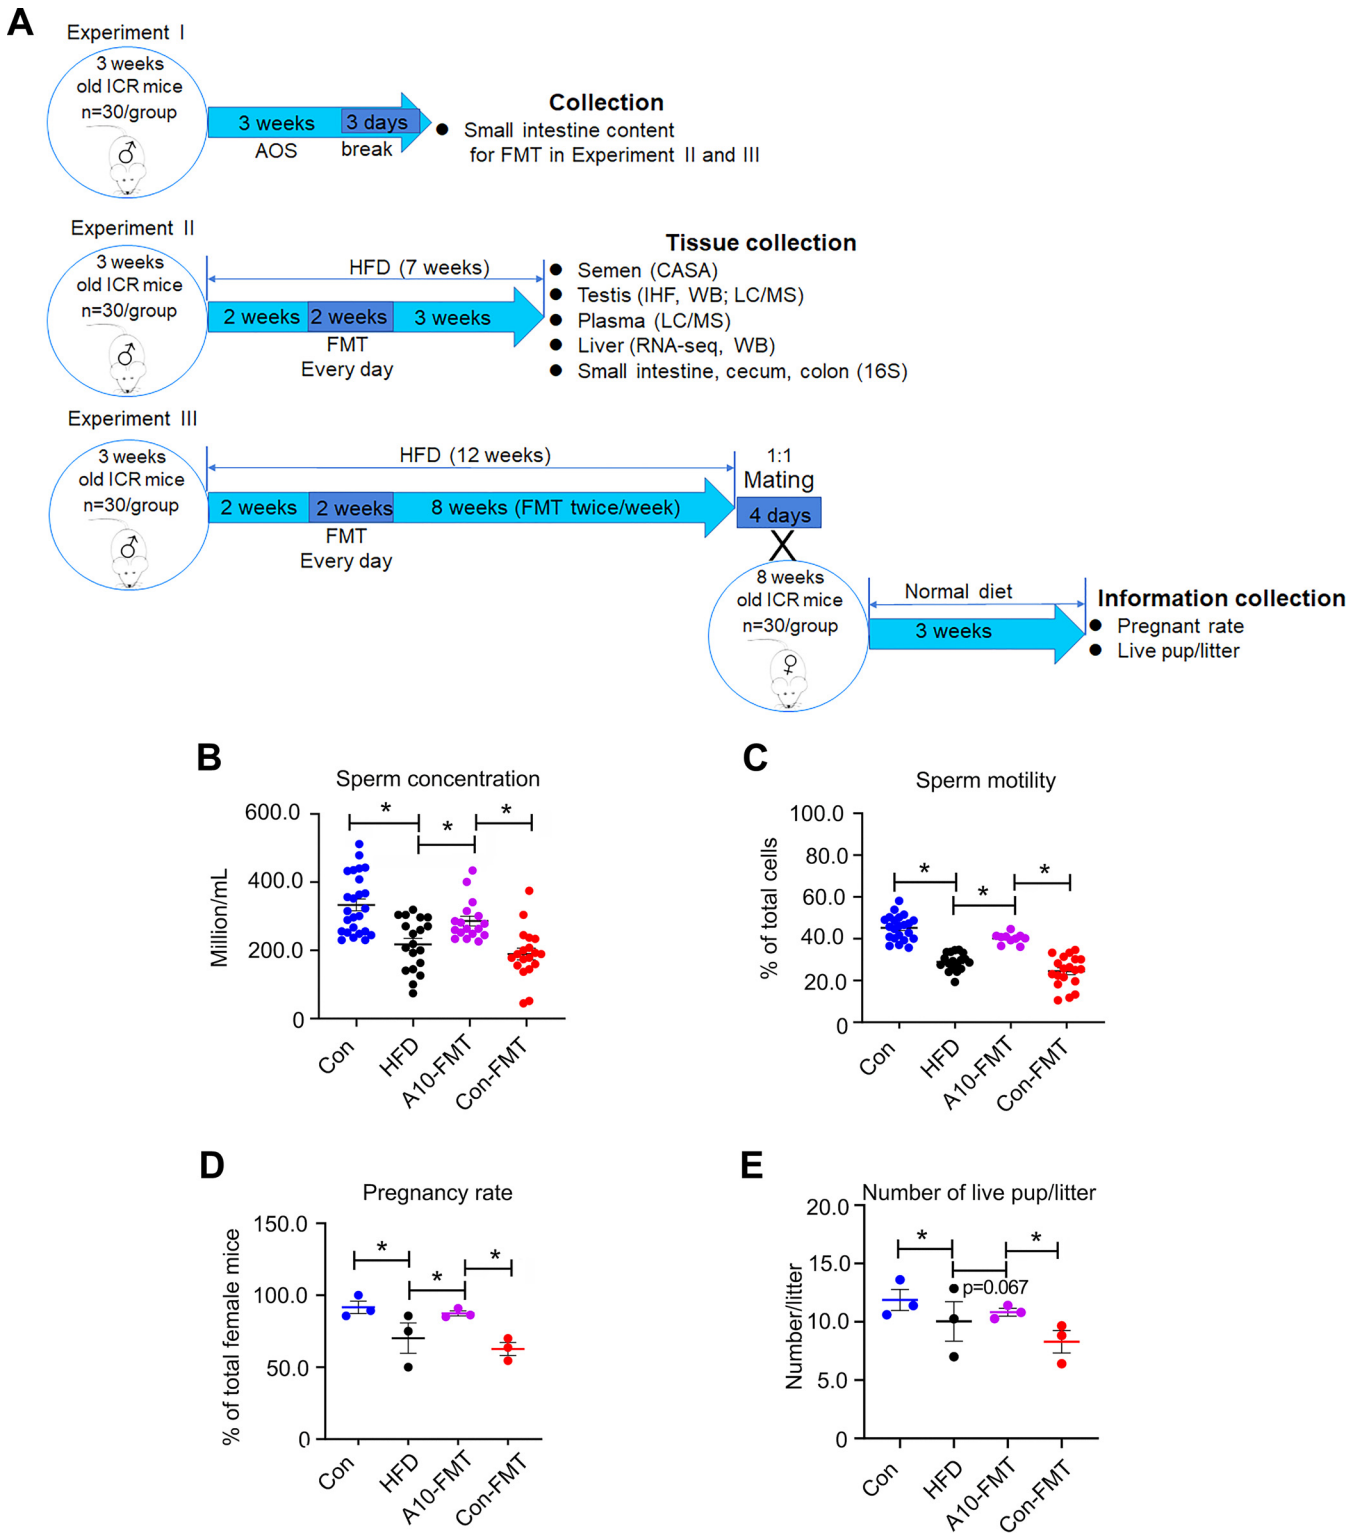 A
Experiment I
3 weeks
old ICR mice
n=30/group
3 weeks
3 days
AOS
break
Collection
● Small intestine content
for FMT in Experiment II and III
Experiment II
3 weeks
old ICR mice
n=30/group
HFD (7 weeks)
2 weeks
2 weeks
3 weeks
FMT
Every day
Tissue collection
● Semen (CASA)
● Testis (IHF, WB; LC/MS)
● Plasma (LC/MS)
● Liver (RNA-seq, WB)
● Small intestine, cecum, colon (16S)
Experiment III
3 weeks
old ICR mice
n=30/group
HFD (12 weeks)
2 weeks
2 weeks
8 weeks (FMT twice/week)
FMT
Every day
1:1
Mating
4 days
8 weeks
old ICR mice
n=30/group
Normal diet
3 weeks
Information collection
● Pregnant rate
● Live pup/litter
B
Sperm concentration
Million/mL
600.0
400.0
200.0
0
* * *
Con
HFD
A10-FMT
Con-FMT
C
Sperm motility
% of total cells
100.0
80.0
60.0
40.0
20.0
0
* * *
Con
HFD
A10-FMT
Con-FMT
D
Pregnancy rate
% of total female mice
150.0
100.0
50.0
0
* * *
Con
HFD
A10-FMT
Con-FMT
E
Number of live pup/litter
Number/litter
20.0
15.0
10.0
5.0
0
* *
p=0.067
Con
HFD
A10-FMT
Con-FMT